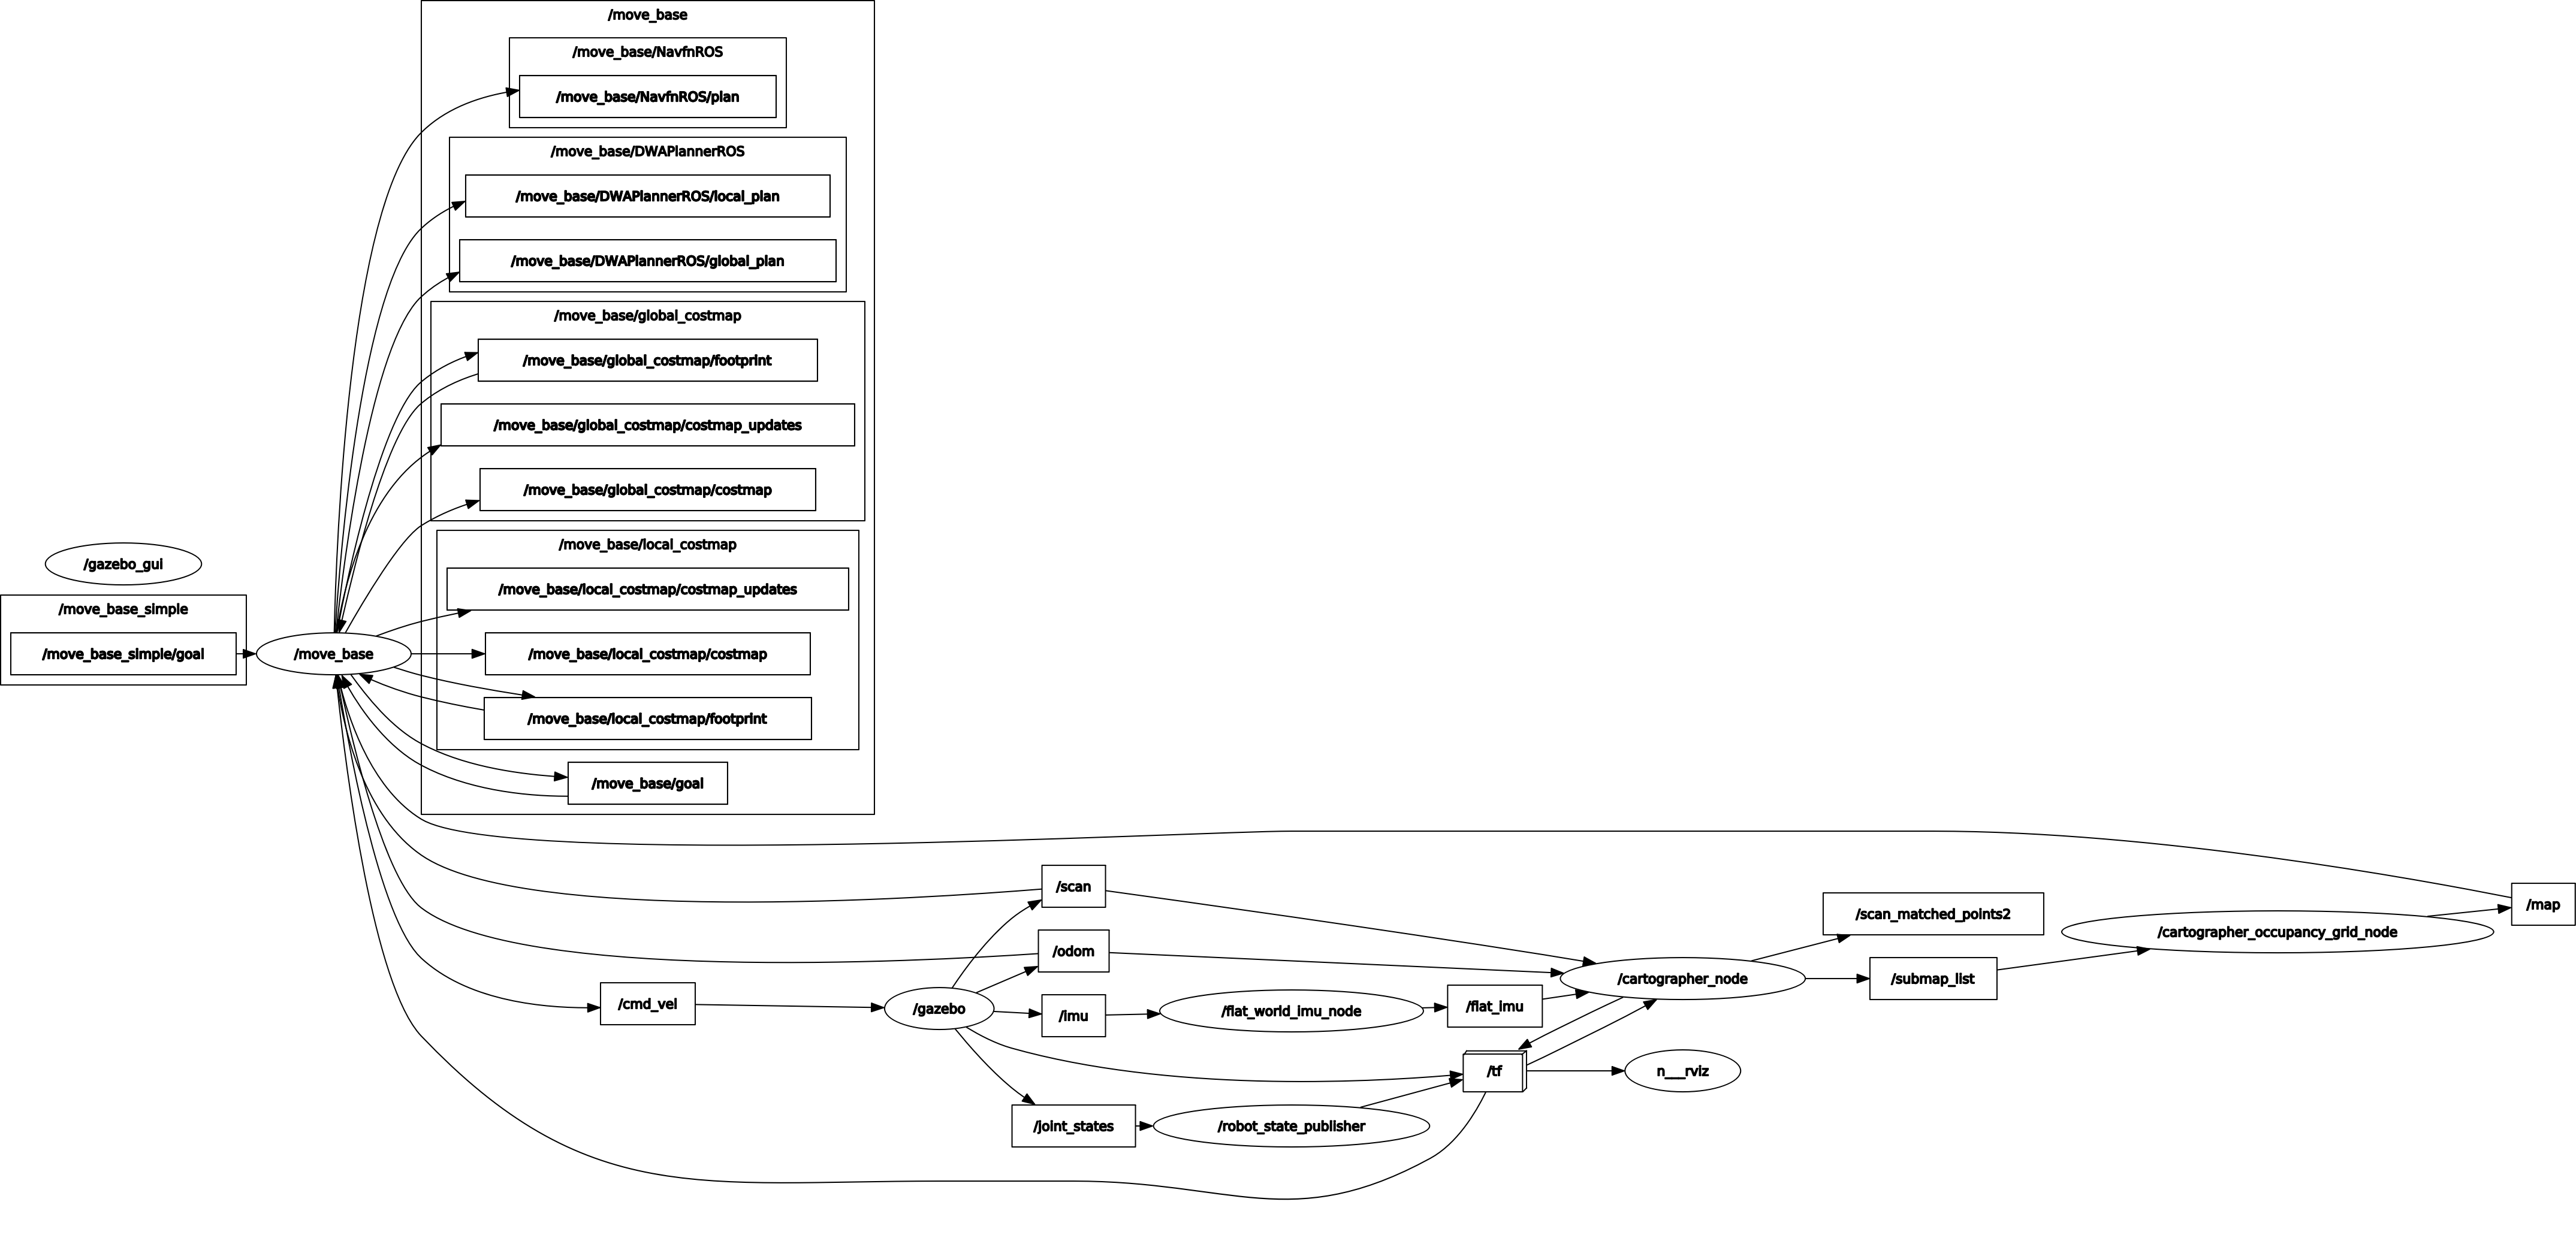 /move_base
/move_base/NavfnROS
/move_base/NavfnROS/plan
/move_base/DWAPlannerROS
/move_base/DWAPlannerROS/local_plan
/move_base/DWAPlannerROS/global_plan
/move_base/global_costmap
/move_base/global_costmap/footprint
/move_base/global_costmap/costmap_updates
/move_base/global_costmap/costmap
/move_base/local_costmap
/move_base/local_costmap/costmap_updates
/move_base/local_costmap/costmap
/move_base/local_costmap/footprint
/move_base/goal
/gazebo_gui
/move_base_simple
/move_base_simple/goal
/move_base
/scan
/odom
/cmd_vel
/gazebo
/imu
/flat_world_imu_node
/flat_imu
/joint_states
/robot_state_publisher
/tf
/cartographer_node
n___rviz
/scan_matched_points2
/submap_list
/cartographer_occupancy_grid_node
/map